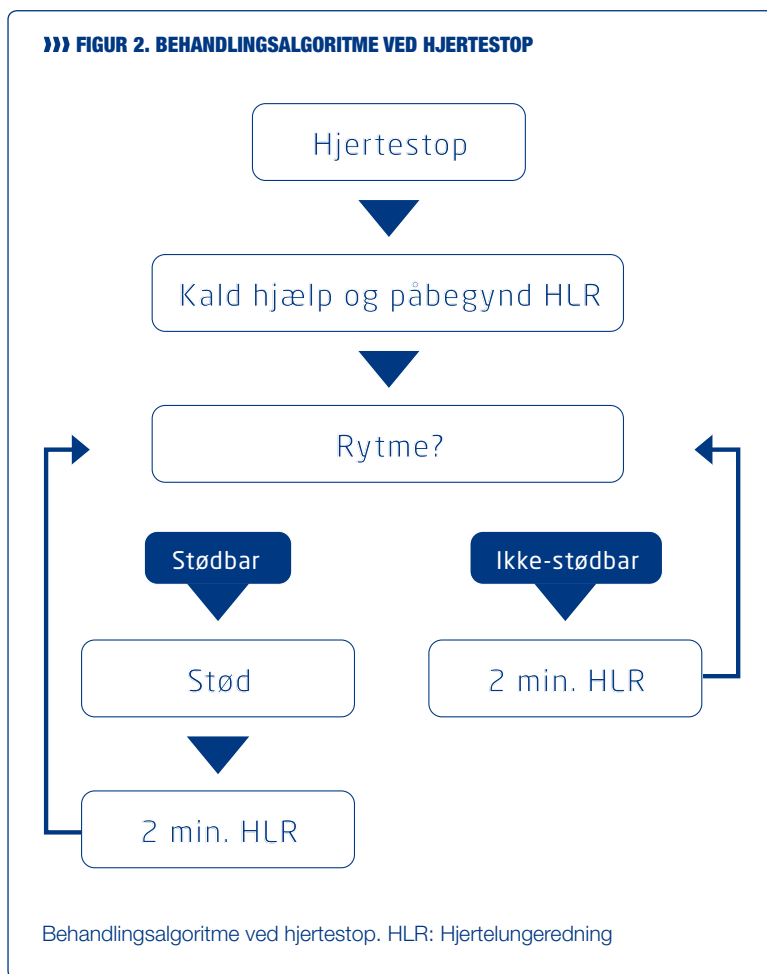 ››› FIGUR 2. BEHANDLINGSALGORITME VED HJERTESTOP
Hjertestop
Kald hjælp og påbegynd HLR
Rytme?
Stødbar
Ikke-stødbar
Stød
2 min. HLR
2 min. HLR
Behandlingsalgoritme ved hjertestop. HLR: Hjertelungeredning